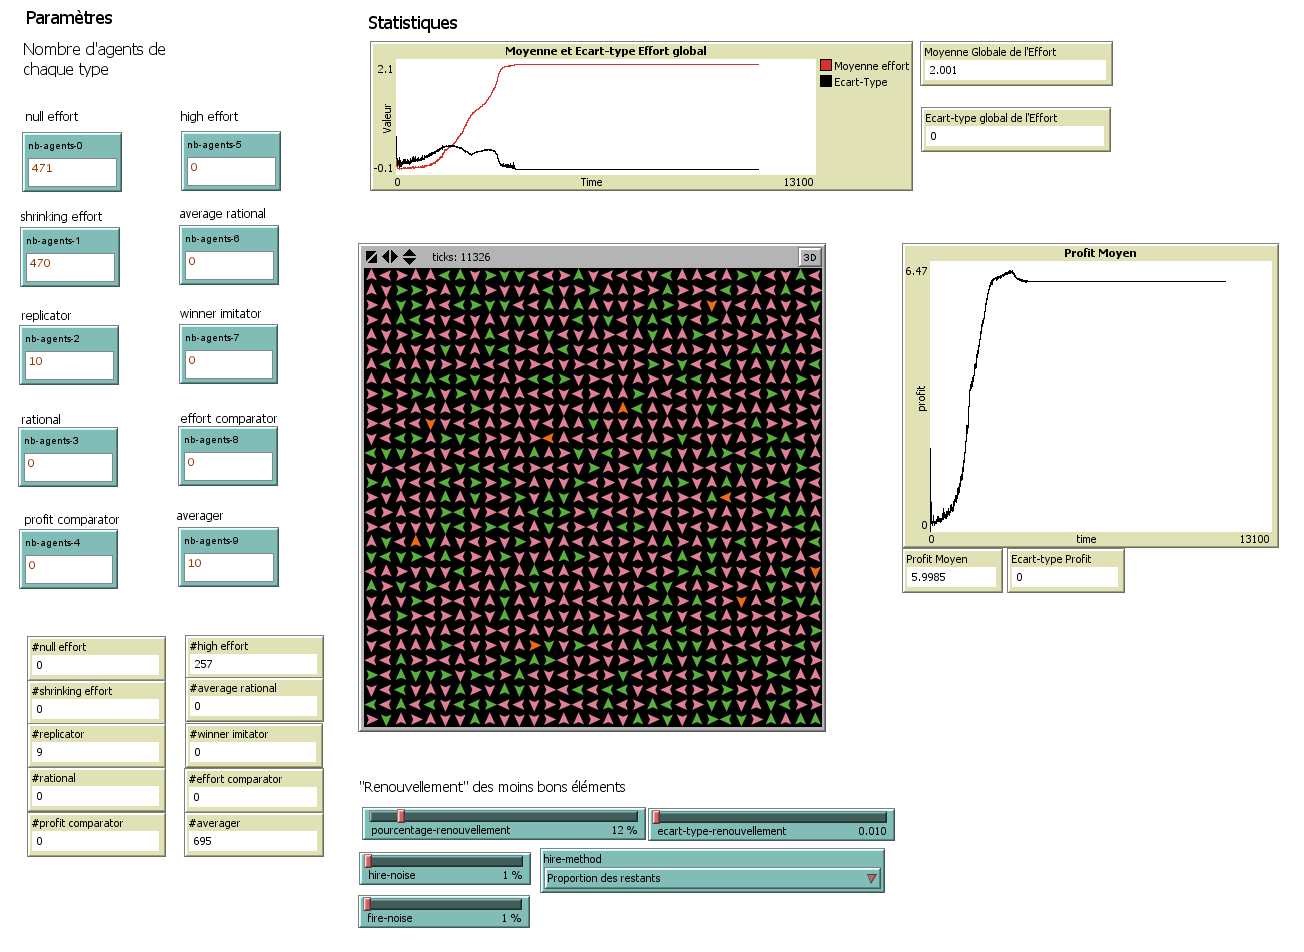 Paramètres
Nombre d'agents de
chaque type
null effort
high effort
nb-agents-0
471
nb-agents-5
0
shrinking effort
average rational
nb-agents-1
470
nb-agents-6
0
replicator
winner imitator
nb-agents-2
10
nb-agents-7
0
rational
effort comparator
nb-agents-3
0
nb-agents-8
0
profit comparator
averager
nb-agents-4
0
nb-agents-9
10
#null effort
0
#high effort
257
#shrinking effort
0
#average rational
0
#replicator
9
#winner imitator
0
#rational
0
#effort comparator
0
#profit comparator
0
#averager
695
Statistiques
Moyenne et Ecart-type Effort global
2.1
Valeur
-0.1
0
Time
13100
Moyenne effort
Ecart-Type
Moyenne Globale de l'Effort
2.001
Ecart-type global de l'Effort
0
ticks: 11326
3D
Profit Moyen
6.47
profit
0
0
time
13100
Profit Moyen
5.9985
Ecart-type Profit
0
"Renouvellement" des moins bons éléments
pourcentage-renouvellement 12 %
ecart-type-renouvellement 0.010
hire-noise 1 %
hire-method
Proportion des restants
fire-noise 1 %